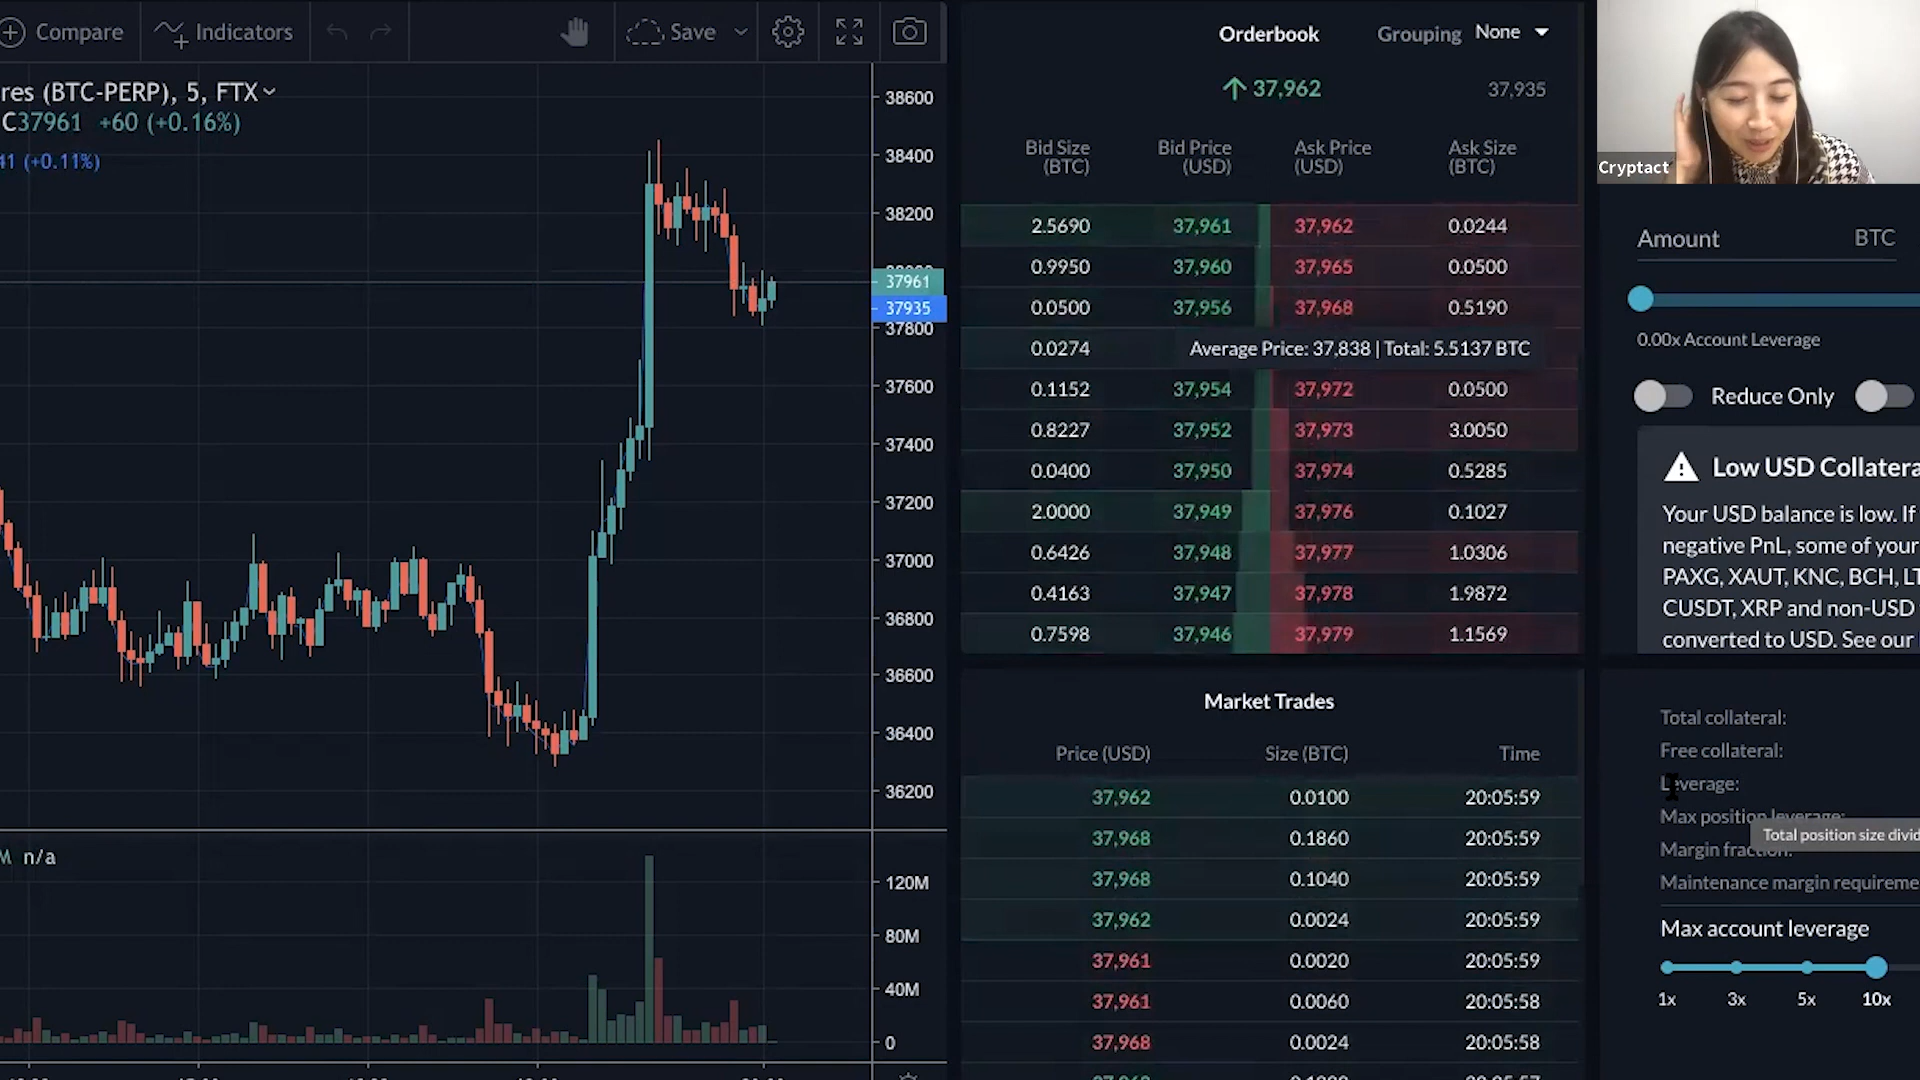 Compare
Indicators
Save
res (BTC-PERP), 5, FTX
C37961 +60 (+0.16%)
41 (+0.11%)
38600
38400
38200
37961
37935
37800
37600
37400
37200
37000
36800
36600
36400
36200
M n/a
120M
80M
40M
0
Orderbook
Grouping None
37,962 37,935
Bid Size (BTC) Bid Price (USD) Ask Price (USD) Ask Size (BTC)
2.5690 37,961 37,962 0.0244
0.9950 37,960 37,965 0.0500
0.0500 37,956 37,968 0.5190
0.0274 Average Price: 37,838 | Total: 5.5137 BTC
0.1152 37,954 37,972 0.0500
0.8227 37,952 37,973 3.0050
0.0400 37,950 37,974 0.5285
2.0000 37,949 37,976 0.1027
0.6426 37,948 37,977 1.0306
0.4163 37,947 37,978 1.9872
0.7598 37,946 37,979 1.1569
Market Trades
Price (USD) Size (BTC) Time
37,962 0.0100 20:05:59
37,968 0.1860 20:05:59
37,968 0.1040 20:05:59
37,962 0.0024 20:05:59
37,961 0.0020 20:05:59
37,961 0.0060 20:05:58
37,968 0.0024 20:05:58
Cryptact
Amount BTC
0.00x Account Leverage
Reduce Only
Low USD Collatera
Your USD balance is low. If
negative PnL, some of your
PAXG, XAUT, KNC, BCH, LT
CUSDT, XRP and non-USD
converted to USD. See our
Total collateral:
Free collateral:
Leverage:
Max position leverage:
Total position size divid
Margin fraction:
Maintenance margin requireme
Max account leverage
1x 3x 5x 10x